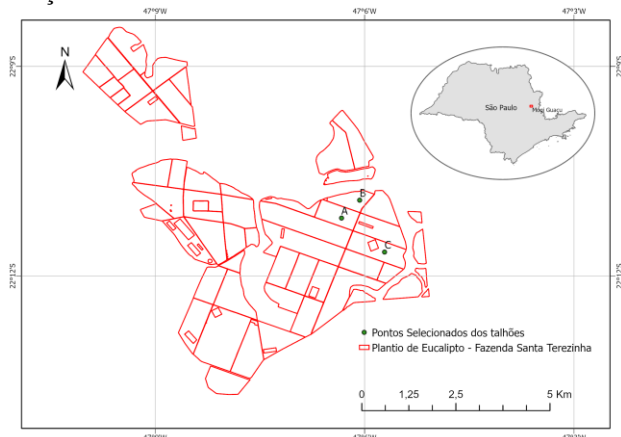 47°9'W 47°6'W 47°3'W
22°9'S 22°9'S
N
São Paulo
Mogi Guaçu
B
A
C
22°12'S 22°12'S
Pontos Selecionados dos talhões
Plantio de Eucalipto - Fazenda Santa Terezinha
0 1,25 2,5 5 Km